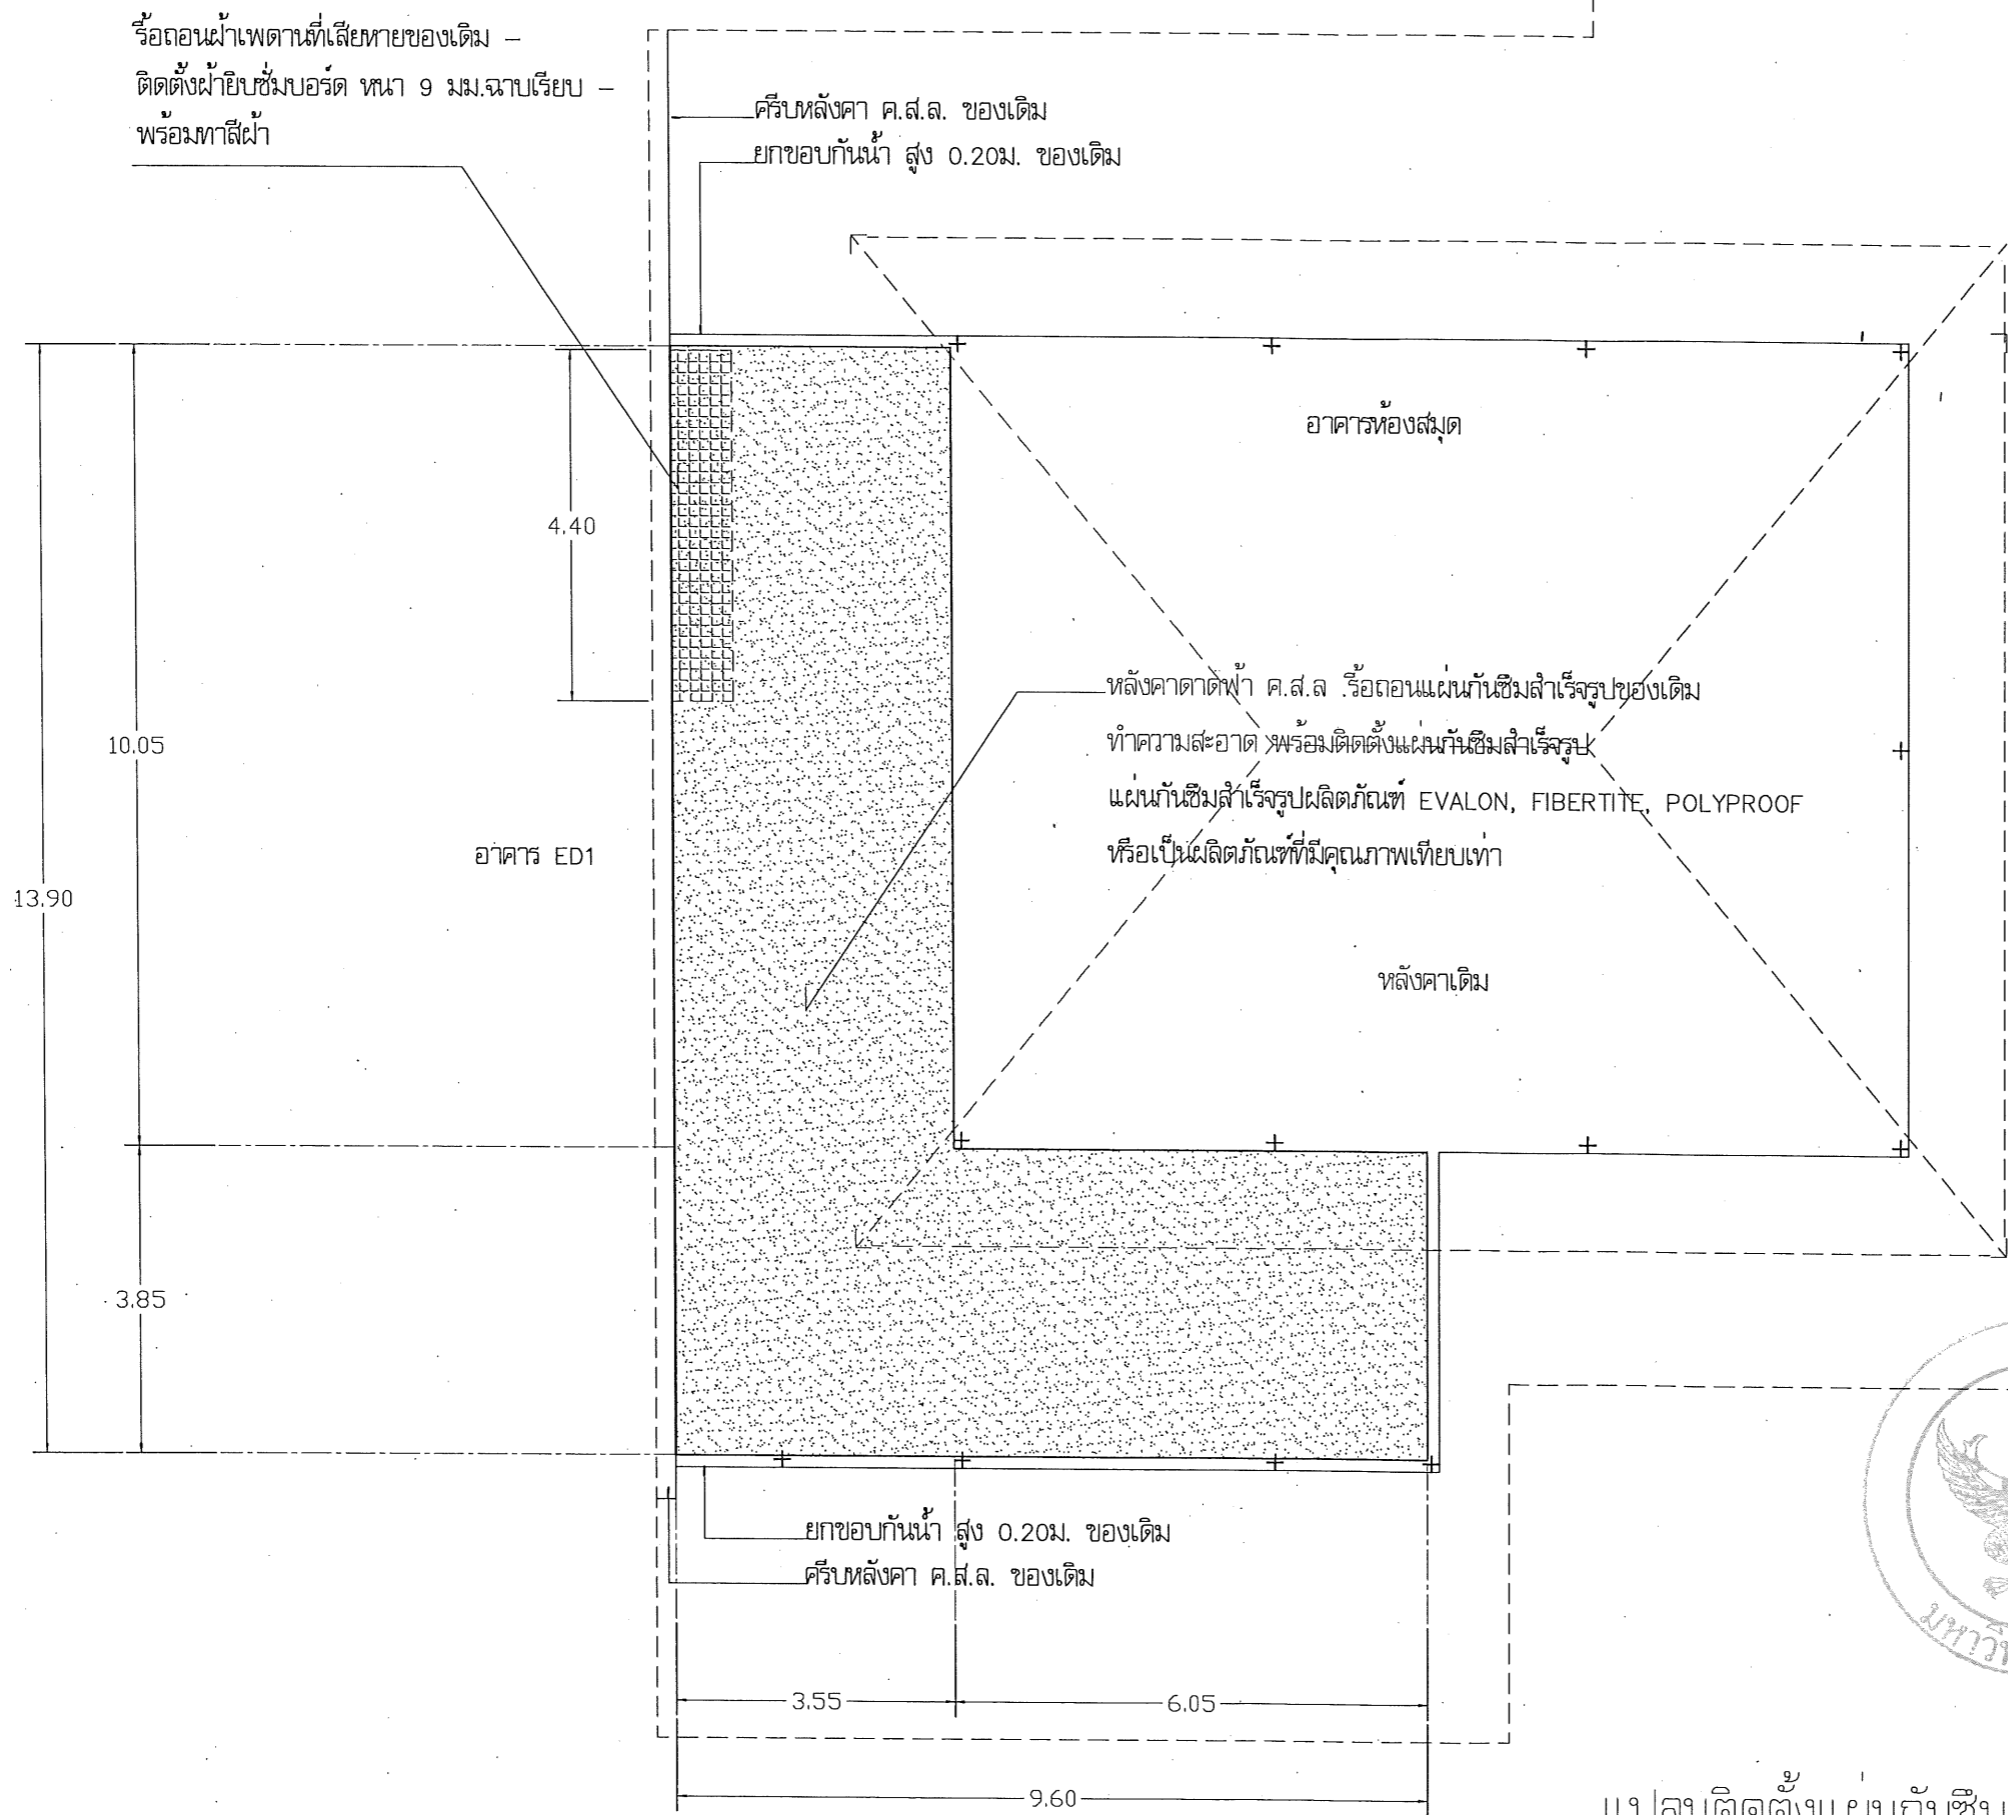 รื้อถอนฝ้าเพดานที่เสียหายของเดิม –
ติดตั้งฝ้ายิบซั่มบอร์ด หนา 9 มม.ฉาบเรียบ –
พร้อมทาสีฝ้า
ครีบหลังคา ค.ส.ล. ของเดิม
ยกขอบกันน้ำ สูง 0.20ม. ของเดิม
อาคารห้องสมุด
4.40
หลังคาดาดฟ้า ค.ส.ล .รื้อถอนแผ่นกันซึมสำเร็จรูปของเดิม
10.05
ทำความสะอาด พร้อมติดตั้งแผ่นกันซึมสำเร็จรูป
แผ่นกันซึมสำเร็จรูปผลิตภัณฑ์ EVALON, FIBERTITE, POLYPROOF
อาคาร ED1
หรือเป็นผลิตภัณฑ์ที่มีคุณภาพเทียบเท่า
13.90
หลังคาเดิม
3.85
ยกขอบกันน้ำ สูง 0.20ม. ของเดิม
ครีบหลังคา ค.ส.ล. ของเดิม
3.55
6.05
9.60
แปลนติดตั้งแผ่นกันซึม